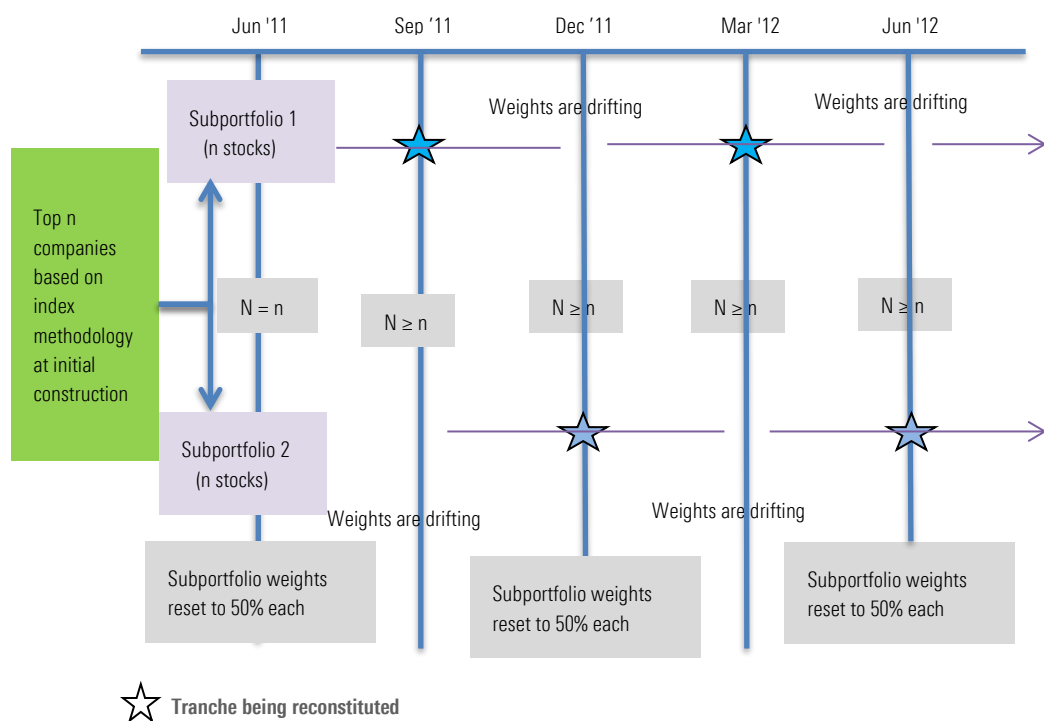 Jun '11
Sep '11
Dec '11
Mar '12
Jun '12
Weights are drifting
Weights are drifting
Subportfolio 1
(n stocks)
Top n
companies
based on
index
methodology
at initial
construction
N = n
N ≥ n
N ≥ n
N ≥ n
N ≥ n
Subportfolio 2
(n stocks)
Weights are drifting
Weights are drifting
Subportfolio weights
reset to 50% each
Subportfolio weights
reset to 50% each
Subportfolio weights
reset to 50% each
Tranche being reconstituted